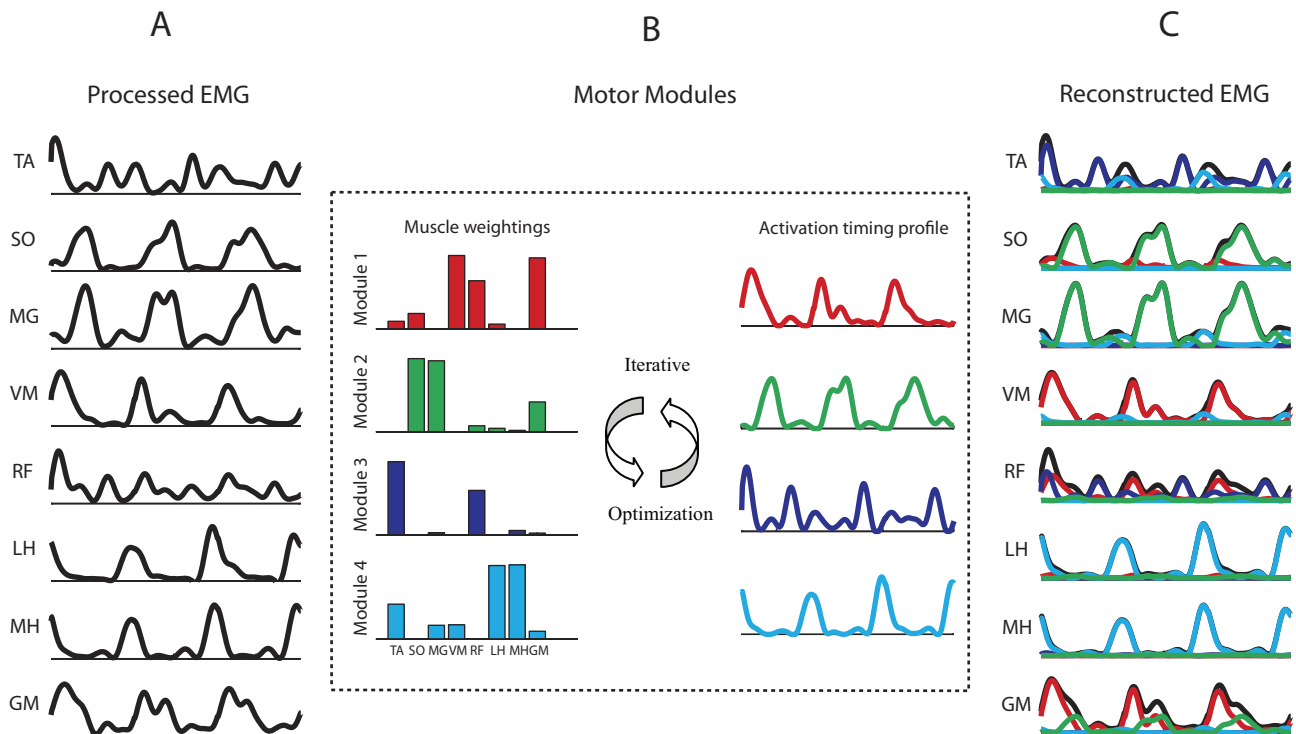 A
B
C
Processed EMG
Motor Modules
Reconstructed EMG
TA
SO
MG
VM
RF
LH
MH
GM
Muscle weightings
Activation timing profile
Module 1
Module 2
Module 3
Module 4
TA SO MG VM RF LH MH GM
Iterative
Optimization
TA
SO
MG
VM
RF
LH
MH
GM